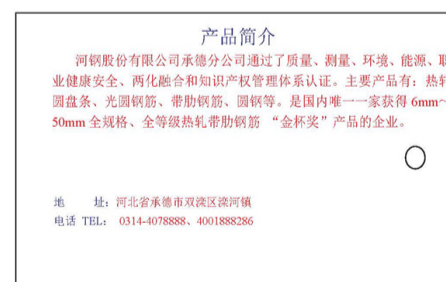 产品简介
河钢股份有限公司承德分公司通过了质量、测量、环境、能源、职
业健康安全、两化融合和知识产权管理体系认证。主要产品有：热轧
圆盘条、光圆钢筋、带肋钢筋、圆钢等。是国内唯一一家获得 6mm~
50mm 全规格、全等级热轧带肋钢筋 “金杯奖”产品的企业。
地 址：河北省承德市双滦区滦河镇
电话 TEL： 0314-4078888、4001888286